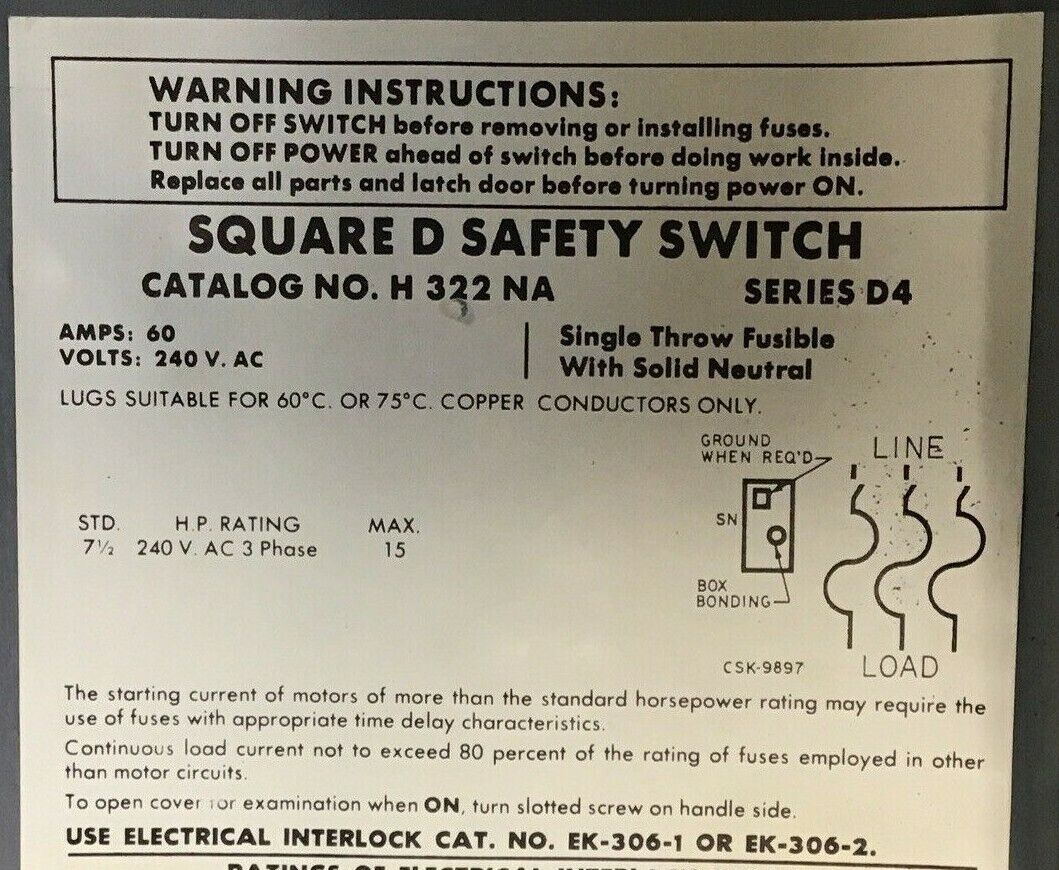 WARNING INSTRUCTIONS:
TURN OFF SWITCH before removing or installing fuses.
TURN OFF POWER ahead of switch before doing work inside.
Replace all parts and latch door before turning power ON.
SQUARE D SAFETY SWITCH
CATALOG NO. H 322 NA SERIES D4
AMPS: 60
VOLTS: 240 V. AC
Single Throw Fusible
With Solid Neutral
LUGS SUITABLE FOR 60°C. OR 75°C. COPPER CONDUCTORS ONLY.
GROUND
WHEN REQ'D
LINE
SN
BOX
BONDING
CSK-9897
LOAD
STD. H.P. RATING MAX.
7½ 240 V. AC 3 Phase 15
The starting current of motors of more than the standard horsepower rating may require the
use of fuses with appropriate time delay characteristics.
Continuous load current not to exceed 80 percent of the rating of fuses employed in other
than motor circuits.
To open cover for examination when ON, turn slotted screw on handle side.
USE ELECTRICAL INTERLOCK CAT. NO. EK-306-1 OR EK-306-2.
RATINGS OF ELECTRICAL INTERLOCK